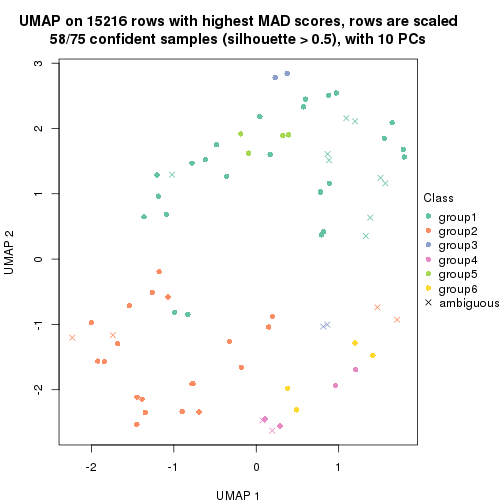 UMAP on 15216 rows with highest MAD scores, rows are scaled
58/75 confident samples (silhouette > 0.5), with 10 PCs
3
2
1
0
-1
-2
UMAP 2
-2
-1
0
1
UMAP 1
Class
group1
group2
group3
group4
group5
group6
ambiguous